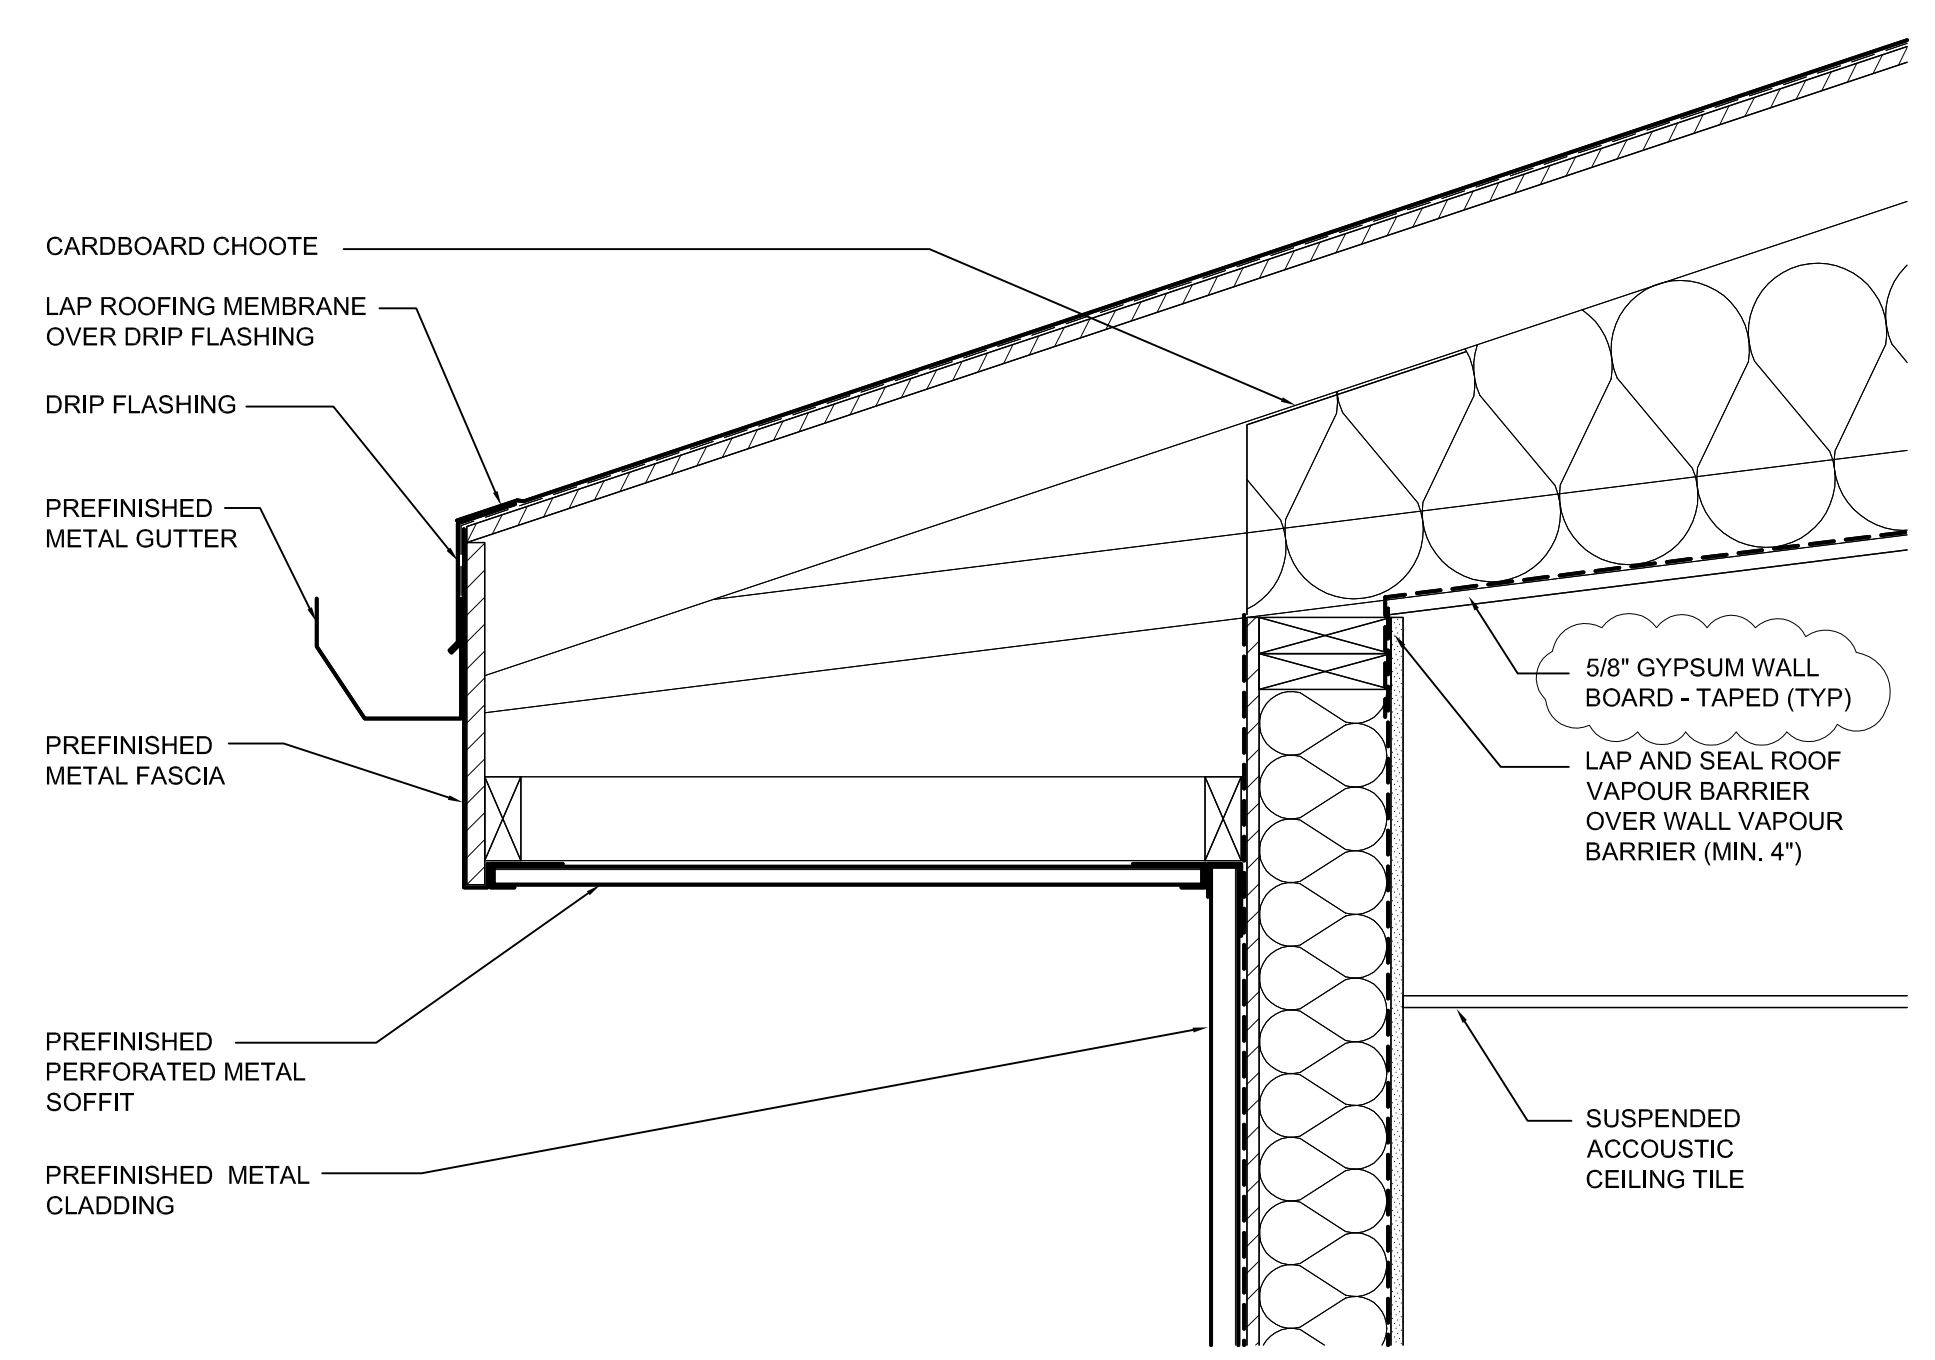 CARDBOARD CHOOTE
LAP ROOFING MEMBRANE
OVER DRIP FLASHING
DRIP FLASHING
PREFINISHED
METAL GUTTER
PREFINISHED
METAL FASCIA
PREFINISHED
PERFORATED METAL
SOFFIT
PREFINISHED METAL
CLADDING
5/8" GYPSUM WALL
BOARD - TAPED (TYP)
LAP AND SEAL ROOF
VAPOUR BARRIER
OVER WALL VAPOUR
BARRIER (MIN. 4")
SUSPENDED
ACCOUSTIC
CEILING TILE